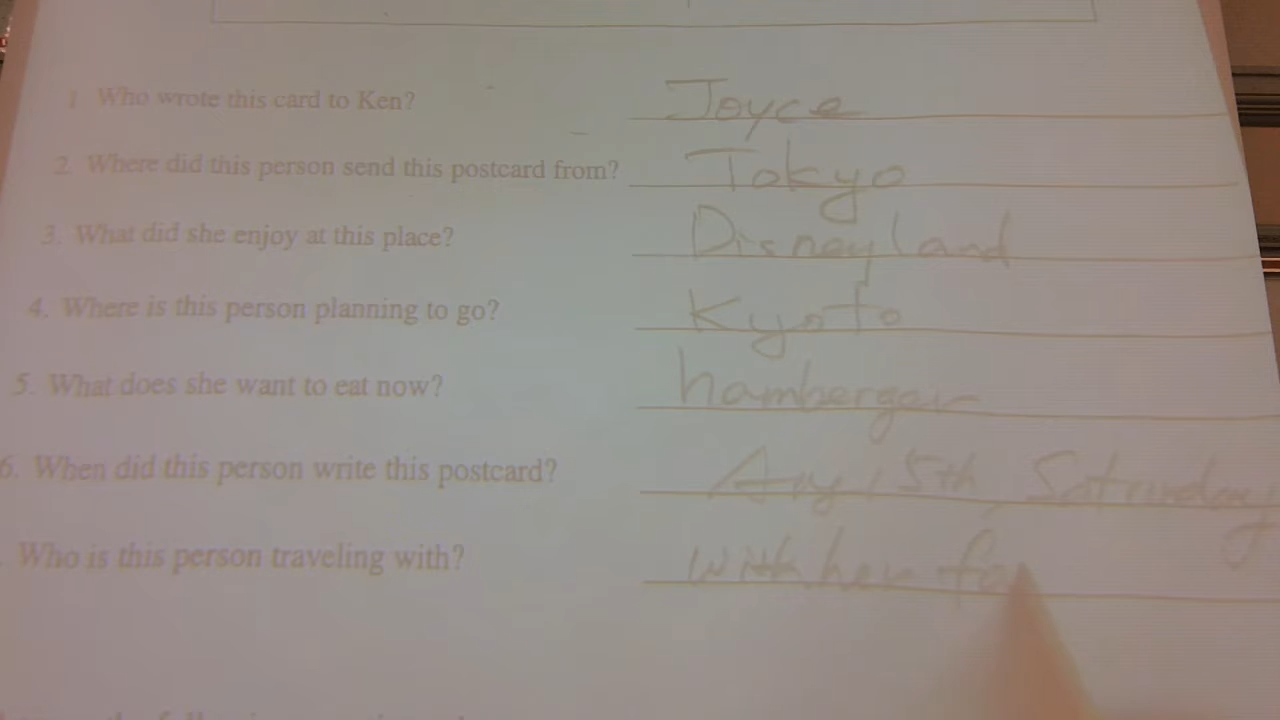 1 Who wrote this card to Ken? Joyce
2. Where did this person send this postcard from? Tokyo
3. What did she enjoy at this place? Disneyland
4. Where is this person planning to go? Kyoto
5. What does she want to eat now? hamberger
6. When did this person write this postcard? 15th, Saturday
. Who is this person traveling with? with her